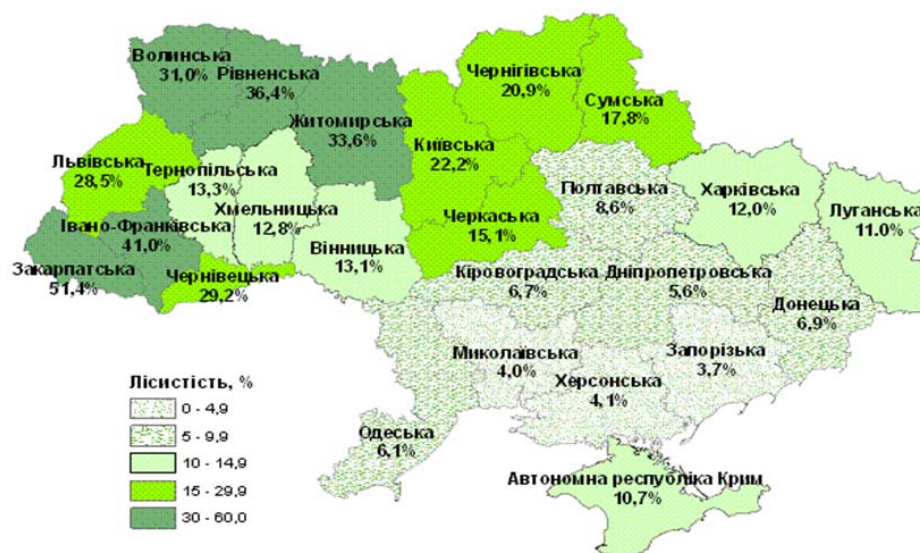 Волинська
31,0%
Рівненська
36,4%
Житомирська
33,6%
Чернігівська
20,9%
Сумська
17,8%
Київська
22,2%
Львівська
28,5%
Тернопільська
13,3%
Хмельницька
12,8%
Полтавська
8,6%
Харківська
12,0%
Луганська
11.0%
Івано-Франківська
41,0%
Черкаська
15,1%
Вінницька
13,1%
Закарпатська
51,4%
Чернівецька
29,2%
Кіровоградська
6,7%
Дніпропетровська
5,6%
Донецька
6,9%
Миколаївська
4,0%
Херсонська
4,1%
Запорізька
3,7%
Одеська
6,1%
Автономна республіка Крим
10,7%
Лісистість, %
0 - 4,9
5 - 9,9
10 - 14,9
15 - 29,9
30 - 60,0